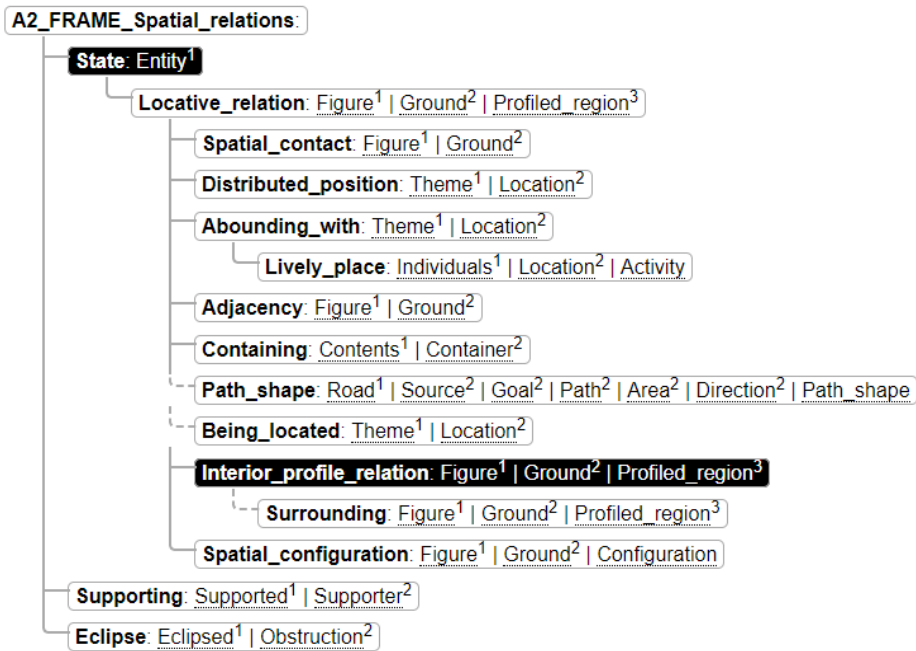 A2_FRAME_Spatial_relations:
State: Entity¹
Locative_relation: Figure¹ | Ground² | Profiled_region³
Spatial_contact: Figure¹ | Ground²
Distributed_position: Theme¹ | Location²
Abounding_with: Theme¹ | Location²
Lively_place: Individuals¹ | Location² | Activity
Adjacency: Figure¹ | Ground²
Containing: Contents¹ | Container²
Path_shape: Road¹ | Source² | Goal² | Path² | Area² | Direction² | Path_shape
Being_located: Theme¹ | Location²
Interior_profile_relation: Figure¹ | Ground² | Profiled_region³
Surrounding: Figure¹ | Ground² | Profiled_region³
Spatial_configuration: Figure¹ | Ground² | Configuration
Supporting: Supported¹ | Supporter²
Eclipse: Eclipsed¹ | Obstruction²